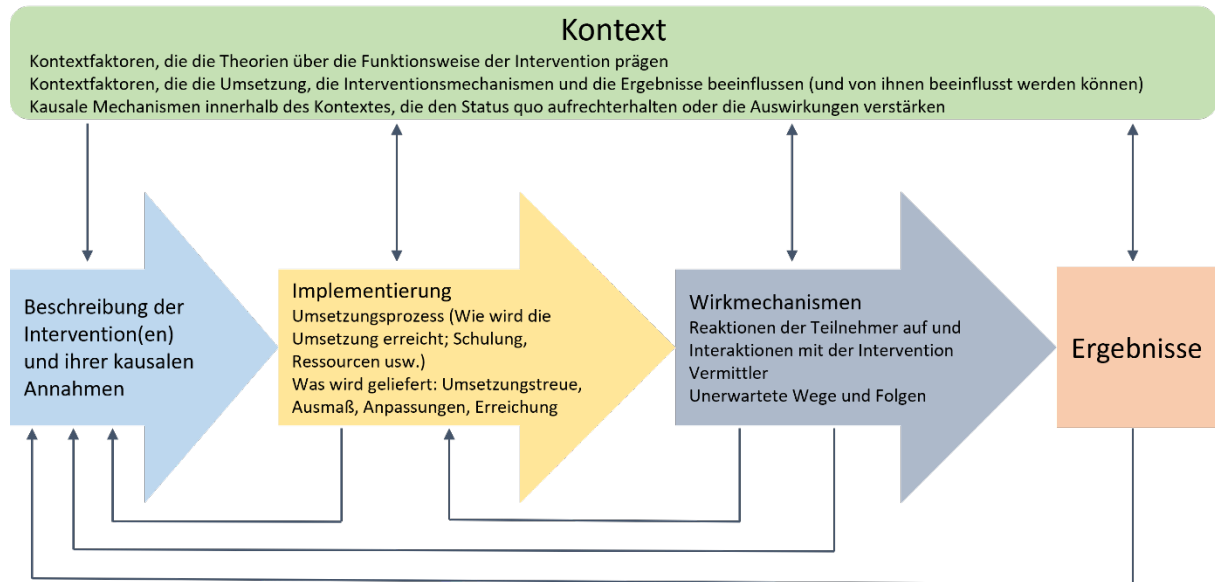 Kontext
Kontextfaktoren, die die Theorien über die Funktionsweise der Intervention prägen
Kontextfaktoren, die die Umsetzung, die Interventionsmechanismen und die Ergebnisse beeinflussen (und von ihnen beeinflusst werden können)
Kausale Mechanismen innerhalb des Kontextes, die den Status quo aufrechterhalten oder die Auswirkungen verstärken
Beschreibung der
Intervention(en)
und ihrer kausalen
Annahmen
Implementierung
Umsetzungsprozess (Wie wird die
Umsetzung erreicht; Schulung,
Ressourcen usw.)
Was wird geliefert: Umsetzungstreue,
Ausmaß, Anpassungen, Erreichung
Wirkmechanismen
Reaktionen der Teilnehmer auf und
Interaktionen mit der Intervention
Vermittler
Unerwartete Wege und Folgen
Ergebnisse